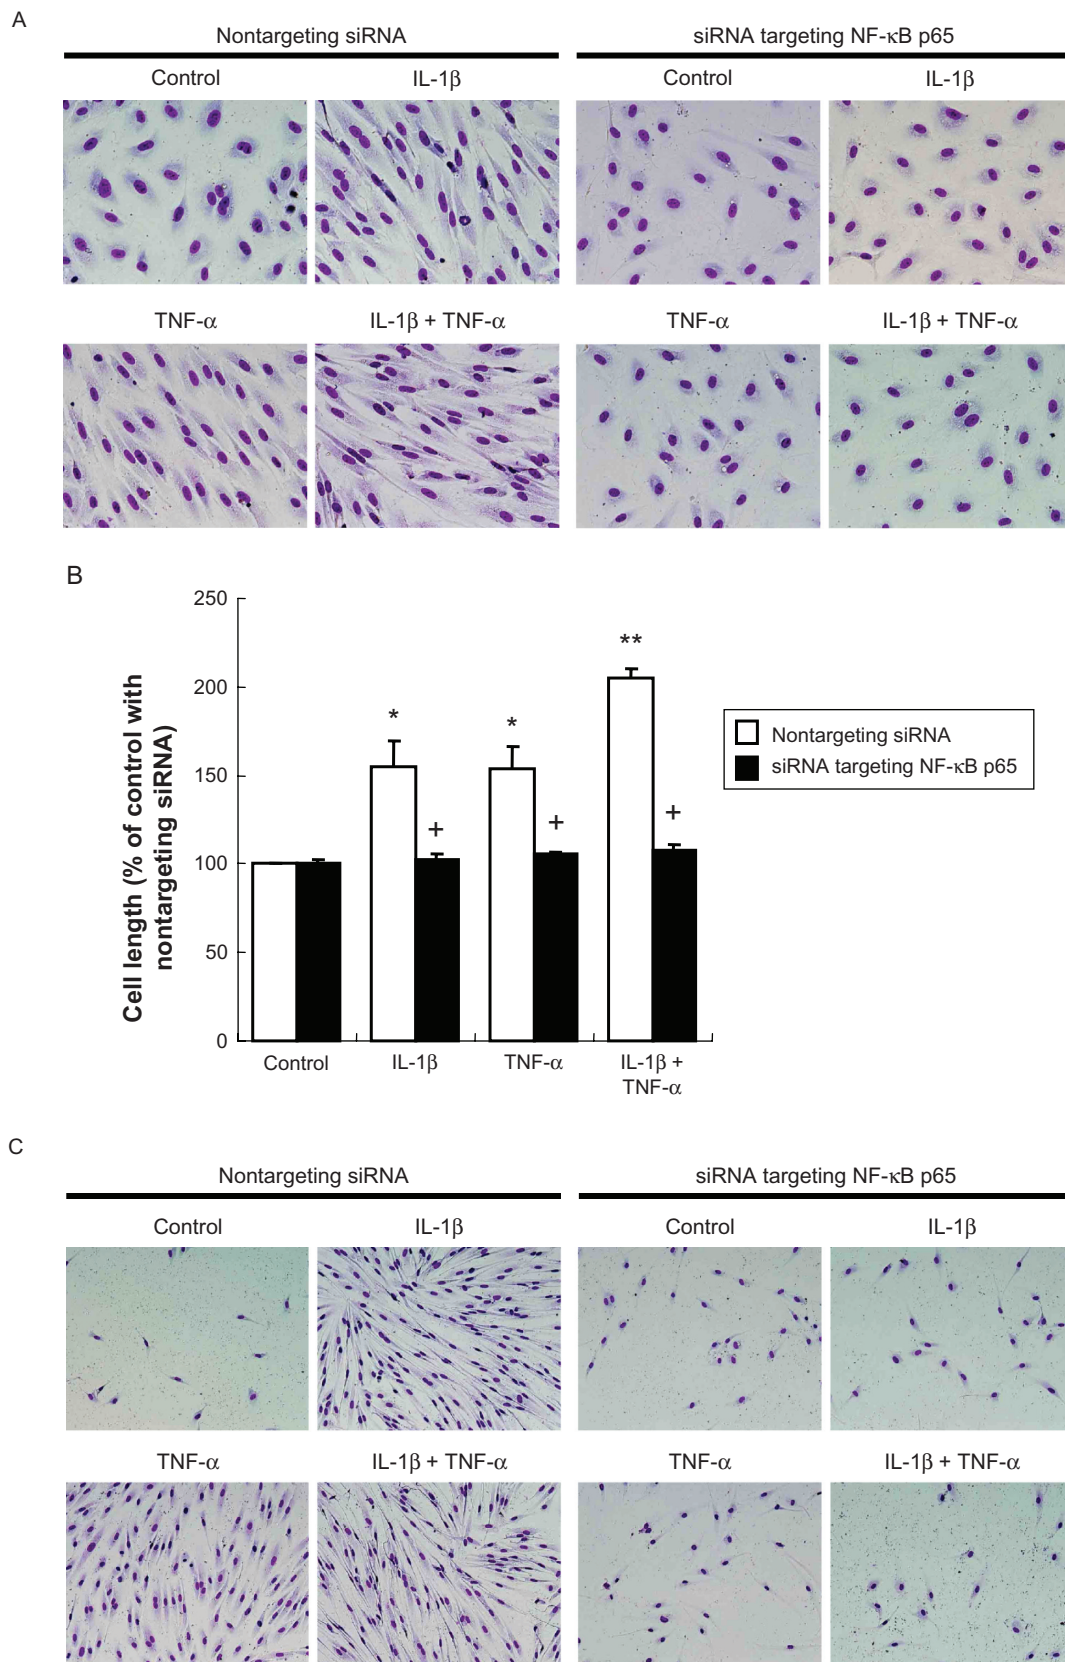 A
Nontargeting siRNA
siRNA targeting NF-κB p65
Control
IL-1β
Control
IL-1β
TNF-α
IL-1β + TNF-α
TNF-α
IL-1β + TNF-α
B
Cell length (% of control with
nontargeting siRNA)
250
200
150
100
50
0
*
+
*
+
**
+
Control
IL-1β
TNF-α
IL-1β +
TNF-α
Nontargeting siRNA
siRNA targeting NF-κB p65
C
Nontargeting siRNA
siRNA targeting NF-κB p65
Control
IL-1β
Control
IL-1β
TNF-α
IL-1β + TNF-α
TNF-α
IL-1β + TNF-α